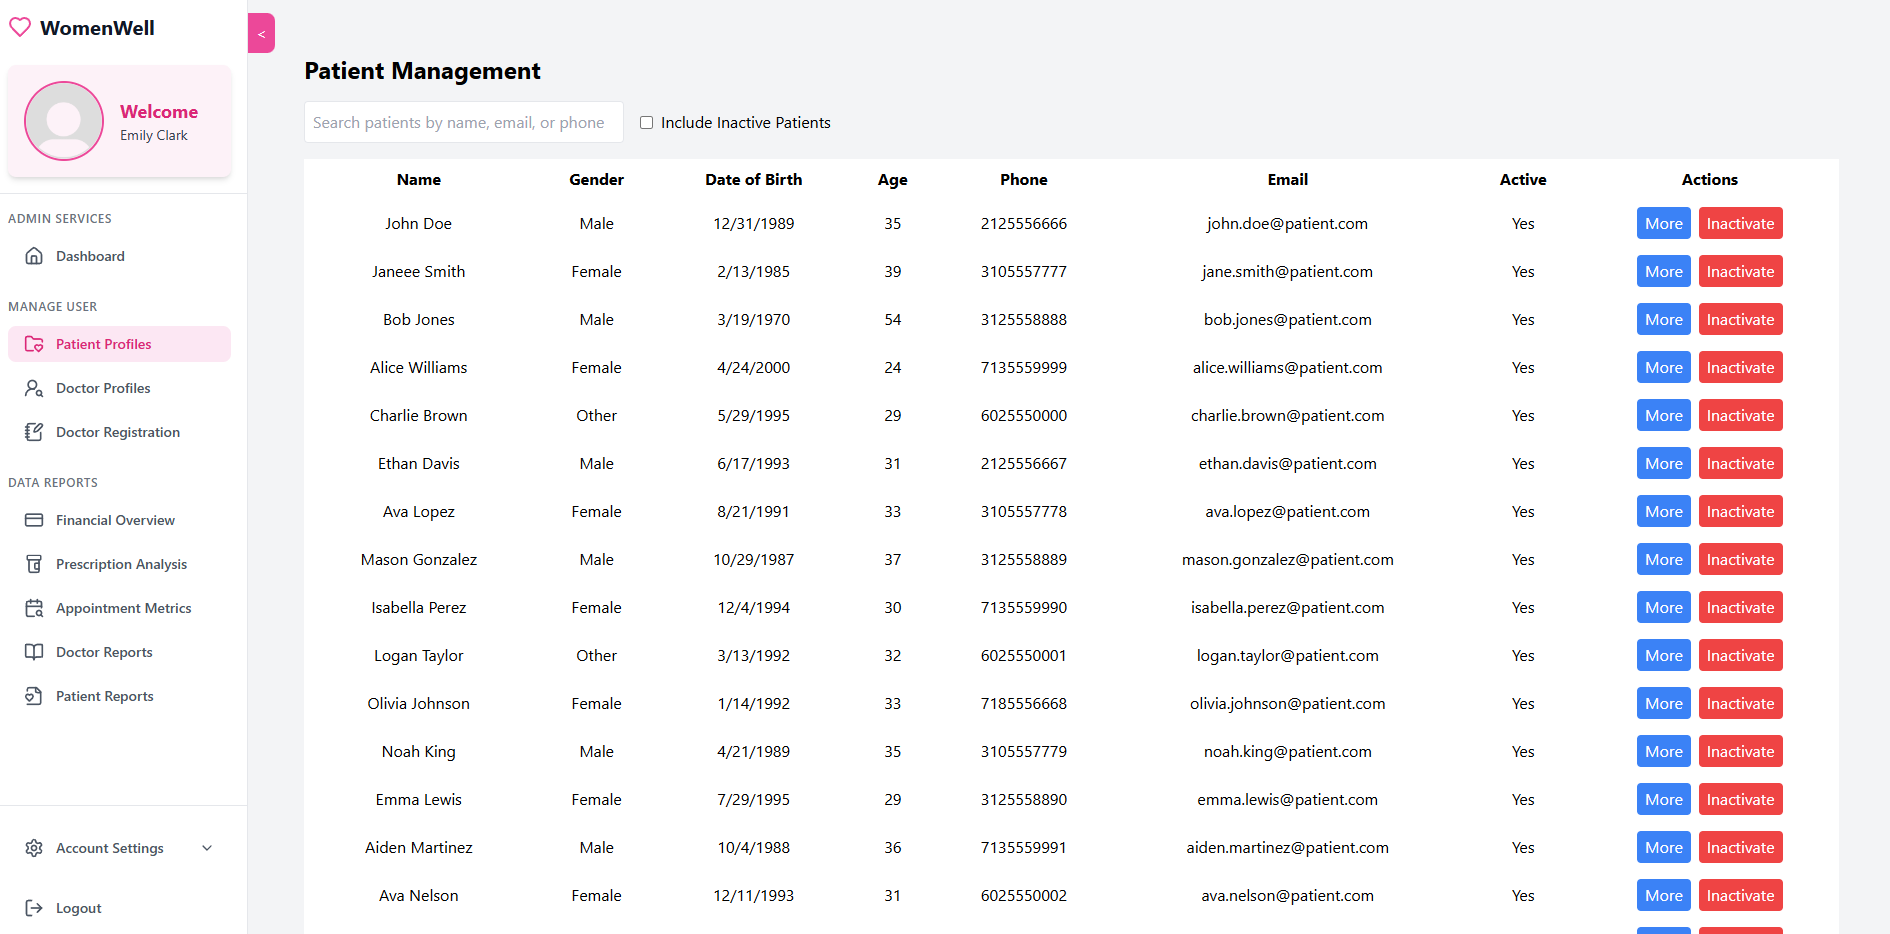 WomenWell
<
Welcome
Emily Clark
ADMIN SERVICES
Dashboard
MANAGE USER
Patient Profiles
Doctor Profiles
Doctor Registration
DATA REPORTS
Financial Overview
Prescription Analysis
Appointment Metrics
Doctor Reports
Patient Reports
Account Settings
Logout
Patient Management
Search patients by name, email, or phone Include Inactive Patients
Name Gender Date of Birth Age Phone Email Active Actions
John Doe Male 12/31/1989 35 2125556666 john.doe@patient.com Yes More Inactivate
Janeee Smith Female 2/13/1985 39 3105557777 jane.smith@patient.com Yes More Inactivate
Bob Jones Male 3/19/1970 54 3125558888 bob.jones@patient.com Yes More Inactivate
Alice Williams Female 4/24/2000 24 7135559999 alice.williams@patient.com Yes More Inactivate
Charlie Brown Other 5/29/1995 29 6025550000 charlie.brown@patient.com Yes More Inactivate
Ethan Davis Male 6/17/1993 31 2125556667 ethan.davis@patient.com Yes More Inactivate
Ava Lopez Female 8/21/1991 33 3105557778 ava.lopez@patient.com Yes More Inactivate
Mason Gonzalez Male 10/29/1987 37 3125558889 mason.gonzalez@patient.com Yes More Inactivate
Isabella Perez Female 12/4/1994 30 7135559990 isabella.perez@patient.com Yes More Inactivate
Logan Taylor Other 3/13/1992 32 6025550001 logan.taylor@patient.com Yes More Inactivate
Olivia Johnson Female 1/14/1992 33 7185556668 olivia.johnson@patient.com Yes More Inactivate
Noah King Male 4/21/1989 35 3105557779 noah.king@patient.com Yes More Inactivate
Emma Lewis Female 7/29/1995 29 3125558890 emma.lewis@patient.com Yes More Inactivate
Aiden Martinez Male 10/4/1988 36 7135559991 aiden.martinez@patient.com Yes More Inactivate
Ava Nelson Female 12/11/1993 31 6025550002 ava.nelson@patient.com Yes More Inactivate